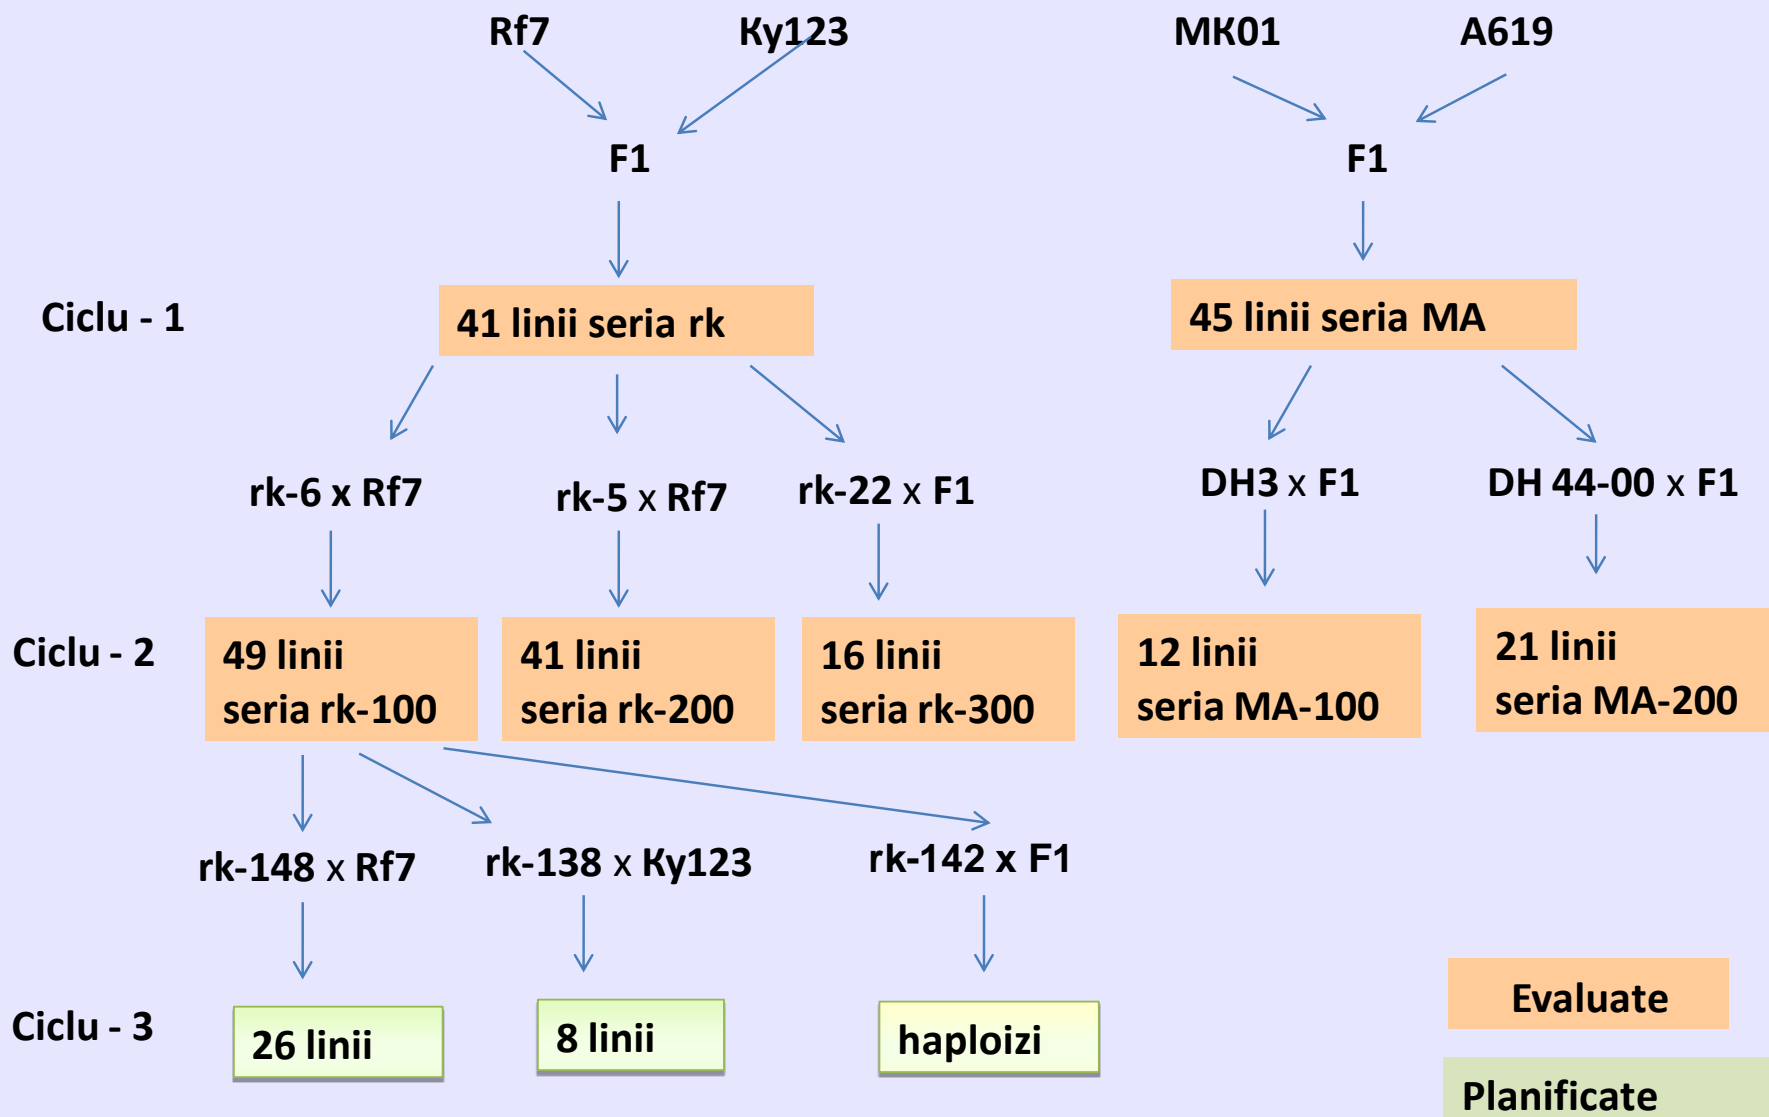 Rf7
Ky123
MK01
A619
F1
F1
Ciclu - 1
41 linii seria rk
45 linii seria MA
rk-6 x Rf7
rk-5 x Rf7
rk-22 x F1
DH3 x F1
DH 44-00 x F1
Ciclu - 2
49 linii
seria rk-100
41 linii
seria rk-200
16 linii
seria rk-300
12 linii
seria MA-100
21 linii
seria MA-200
rk-148 x Rf7
rk-138 x Ky123
rk-142 x F1
Ciclu - 3
26 linii
8 linii
haploizi
Evaluate
Planificate